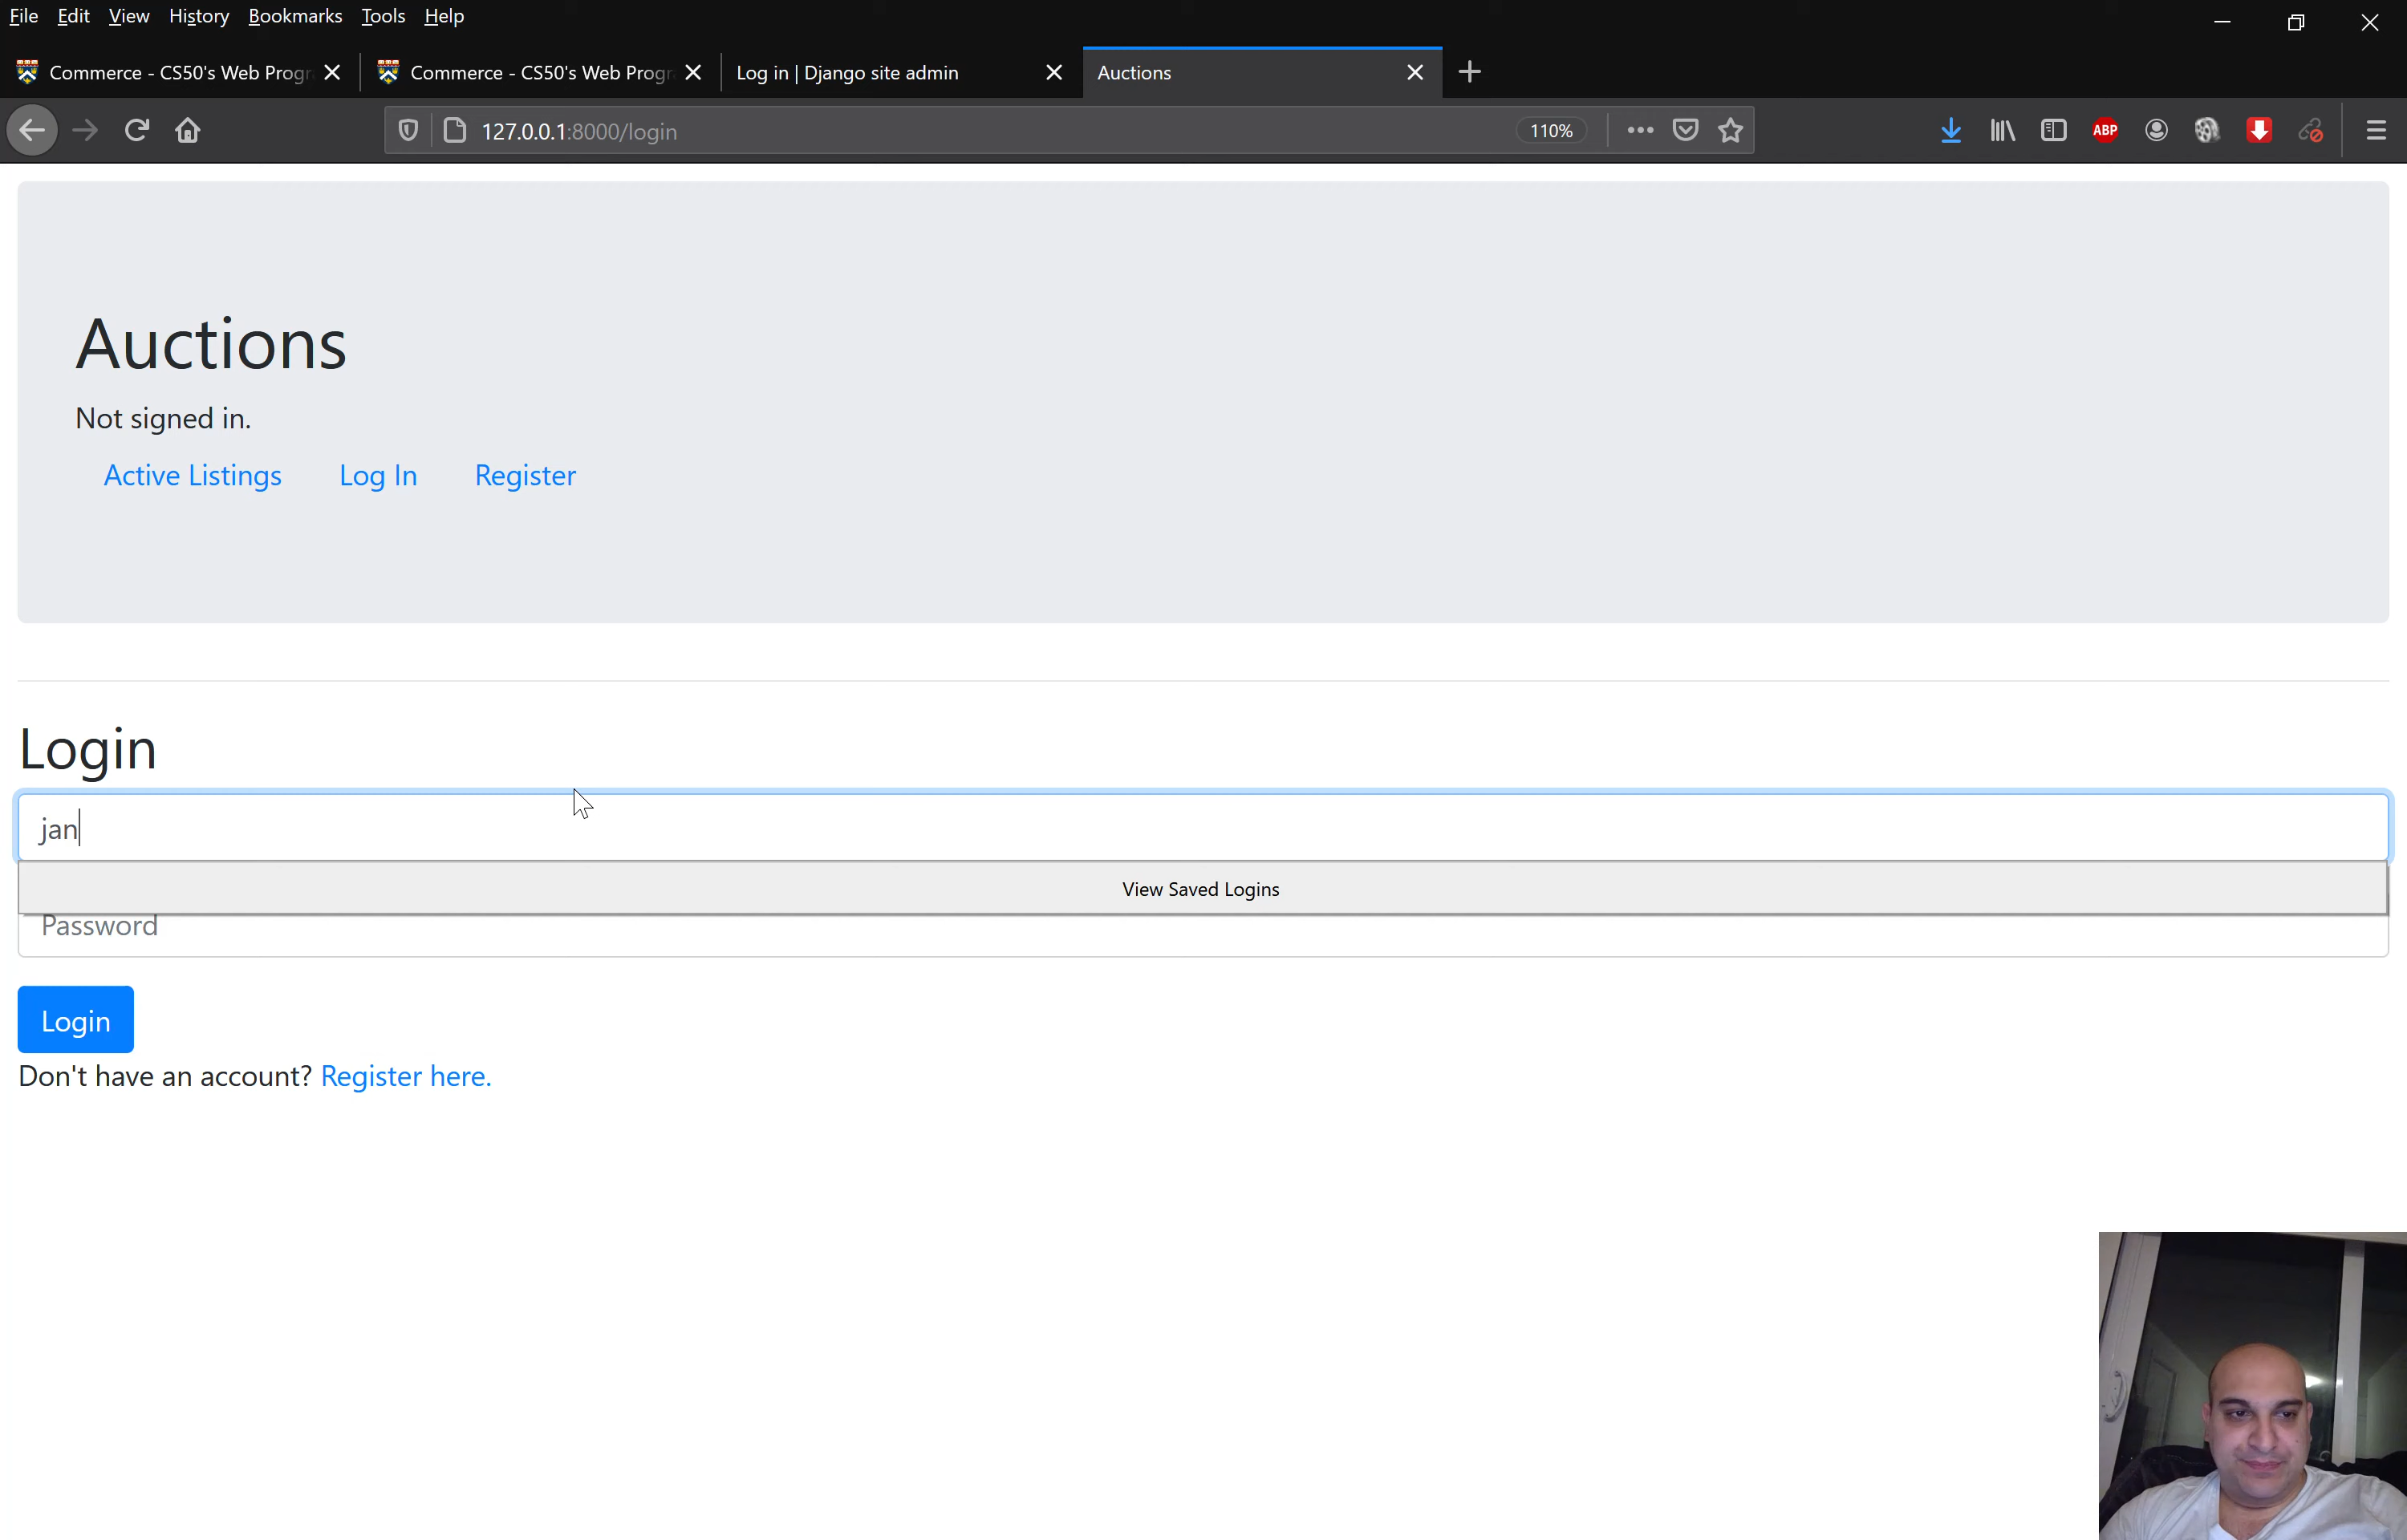 File Edit View History Bookmarks Tools Help
Commerce - CS50's Web Progr Commerce - CS50's Web Progr Log in | Django site admin Auctions
127.0.0.1:8000/login 110% ABP
Auctions
Not signed in.
Active Listings Log In Register
Login
jan
View Saved Logins
Password
Login
Don't have an account? Register here.